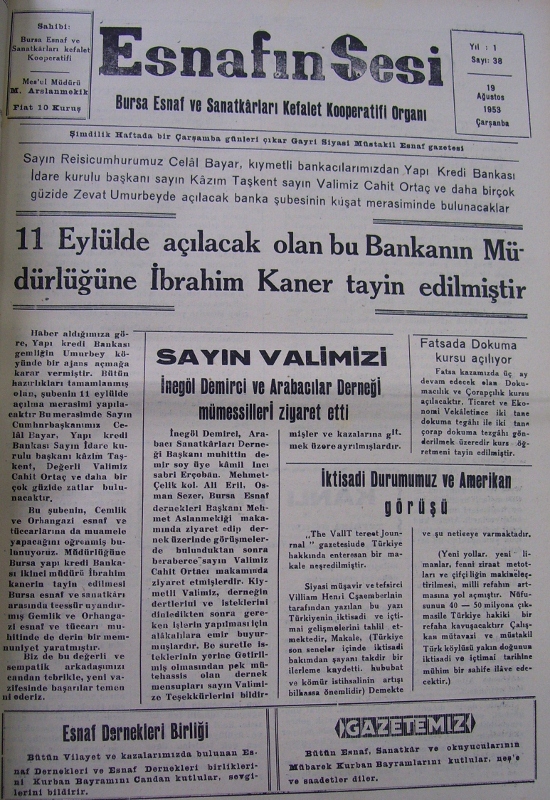 Sahibi:
Bursa Esnaf ve
Sanatkârları kefalet
Kooperatifi
Mes'ul Müdürü
M. Arslanmekik
Fiat 10 Kuruş
Esnafın Sesi
Bursa Esnaf ve Sanatkârları Kefalet Kooperatifi Organı
Yıl : 1
Sayı: 38
19
Ağustos
1953
Çarşanba
Şimdilik Haftada bir Çarşamba günleri çıkar Gayri Siyasi Müstakil Esnaf gazetesi
Sayın Reisicumhurumuz Celâl Bayar, kıymetli bankacılarımızdan Yapı Kredi Bankası
İdare kurulu başkanı sayın Kâzım Taşkent sayın Valimiz Cahit Ortaç ve daha birçok
güzide Zevat Umurbeyde açılacak banka şubesinin küşat merasiminde bulunacaklar
11 Eylülde açılacak olan bu Bankanın Mü-
dürlüğüne İbrahim Kaner tayin edilmiştir
Haber aldığımıza gö-
re, Yapı kredi Bankası
gemliğin Umurbey kö-
yünde bir ajans açmağa
karar vermiştir. Bütün
hazırlıkları tamamlanmış
olan, şubenin 11 eylülde
açılma merasimi yapıla-
caktır Bu merasimde Sayın
Cumhurbaşkanımız Ce-
lâl Bayar, Yapı kredi
Bankası Sayın İdare ku-
rulu başkanı kâzım Taş-
kent, Değerli Valimiz
Cahit Ortaç ve daha bir
çok güzide zatlar bulu-
nacaktır.
Bu şubenin, Cemlik
ve Orhangazi esnaf ve
tüccarlarına da muamele
yapacağını öğrenmiş bu-
lunuyoruz. Müdürlüğüne
Bursa yapı kredi Banka-
sı ikinci müdürü İbrahim
kanerin tayin edilmesi
Bursa esnaf ve sanatkâr-
arasında teessür uyandır-
mış Gemlik ve Orhanga-
zi esnaf ve tüccarı mu-
hitinde de derin bir mem-
nuniyet yaratmıştır.
Biz de bu değerli ve
sempatik arkadaşımızı
candan tebrikle, yeni va-
zifesinde başarılar temen
ni ederiz.
SAYIN VALİMİZİ
İnegöl Demirci ve Arabacılar Derneği
mümessilleri ziyaret etti
İnegöl Demirci, Ara-
bacı Sanatkârları Derne-
ği Başkanı muhittin de-
mir soy üye kâmil İnci
sabri Erçoban. Mehmet
Çelik kol. Ali Eril, Os-
man Sezer, Bursa Esnaf
dernekleri Başkanı Meh-
met Aslanmekiği maka-
mında ziyaret edip der-
nek üzerinde görüşmeler-
de bulunduktan sonra
beraberce sayın Valimiz
Cahit Ortacı makamında
ziyaret etmişlerdir. Kıy-
metli Valimiz, derneğin
dertlerini ve isteklerini
dinledikten sonra gere-
ken işlerin yapılması için
alâkalılara emir buyur-
muşlardır. Bu suretle is-
teklerinin yerine Getiril-
miş olmasından pek mü-
tehassis olan dernek
mensupları sayın Valimi-
ze Teşekkürlerini bildir-
mişler ve kazalarına git-
mek üzere ayrılmışlardır.
Fatsada Dokuma
kursu açılıyor
Fatsa kazamızda üç ay
devam edecek olan Doku-
macılık ve Çorapçılık kursu
açılacaktır. Ticaret ve Eko-
nomi Vekâletince iki tane
dokuma tezgâhı ile iki tane
çorap dokuma tezgahı gön-
derilmek üzeredir kurs öğ-
retmeni tayin edilmiştir.
İktisadi Durumumuz ve Amerikan
görüşü
„The Vall'T tereat Jour-
nal " gazetesinde Türkiye
hakkında enteresan bir ma-
kale neşredilmiştir.
Siyasi müşavir ve tefsirci
Villiam Henri
tarafından yazılan bu yazı
Türkiyenin iktisadi ve içti-
mai gelişmelerini tahlil et-
mektedir, Makale, (Türkiye
son seneler içinde iktisadi
bakımdan şayanı takdir bir
ilerleme kaydetti. hububat
ve kömür istihsalinin artışı
bilhassa önemlidir) Demekte
ve şu neticeye varmaktadır.
(Yeni yollar. yeni li-
manlar, fenni ziraat metot-
ları ve çifçiliğin makineleş-
tirilmesi, milli refahın art-
masına yol açmıştır. Nüfu-
sunun 40 – 50 milyona çık-
masile Türkiye hakiki bir
refaha kavuşacaktır Çalış-
kan mütavazi ve müstakil
Türk köylüsü yakın doğunun
iktisadi ve içtimai tarihine
mühim bir sahife ilâve ede-
cektir.)
Esnaf Dernekleri Birliği
Bütün Vilayet ve kazalarımızda bulunan Es-
naf Dernekleri ve Esnaf Dernekleri birlikleri-
ni Kurban Bayramını Candan kutlular, sevgi-
lerini bildirir.
GAZETEMİZ
Bütün Esnaf, Sanatkâr ve okuyucularının
Mübarek Kurban Bayramlarını kutlular, neş'e
ve saadetler diler.